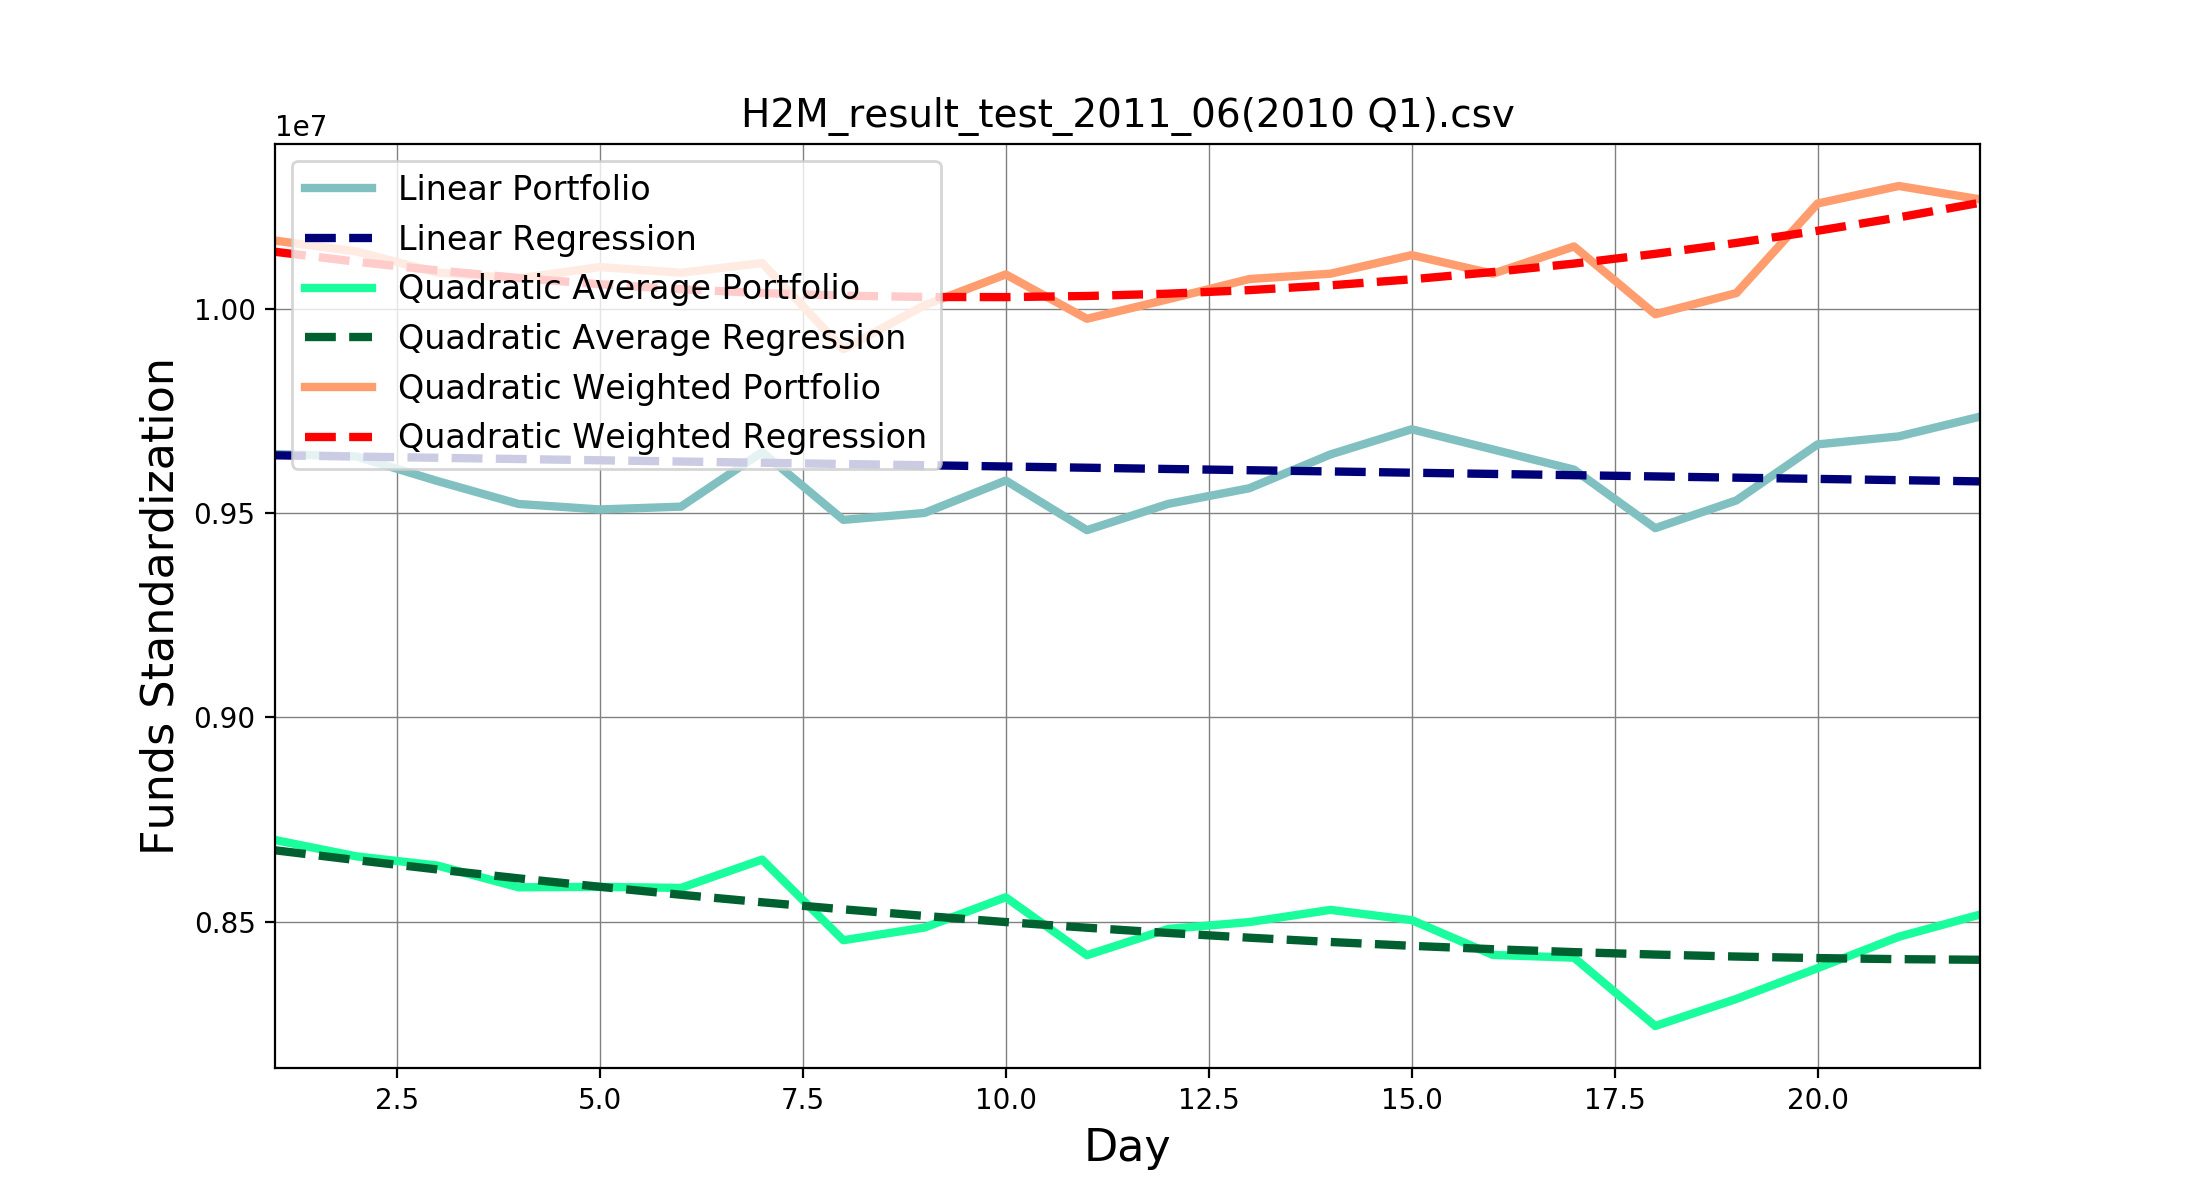 H2M_result_test_2011_06(2010 Q1).csv
1e7
Linear Portfolio
Linear Regression
Quadratic Average Portfolio
Quadratic Average Regression
Quadratic Weighted Portfolio
Quadratic Weighted Regression
1.00
0.95
0.90
0.85
Funds Standardization
2.5 5.0 7.5 10.0 12.5 15.0 17.5 20.0
Day